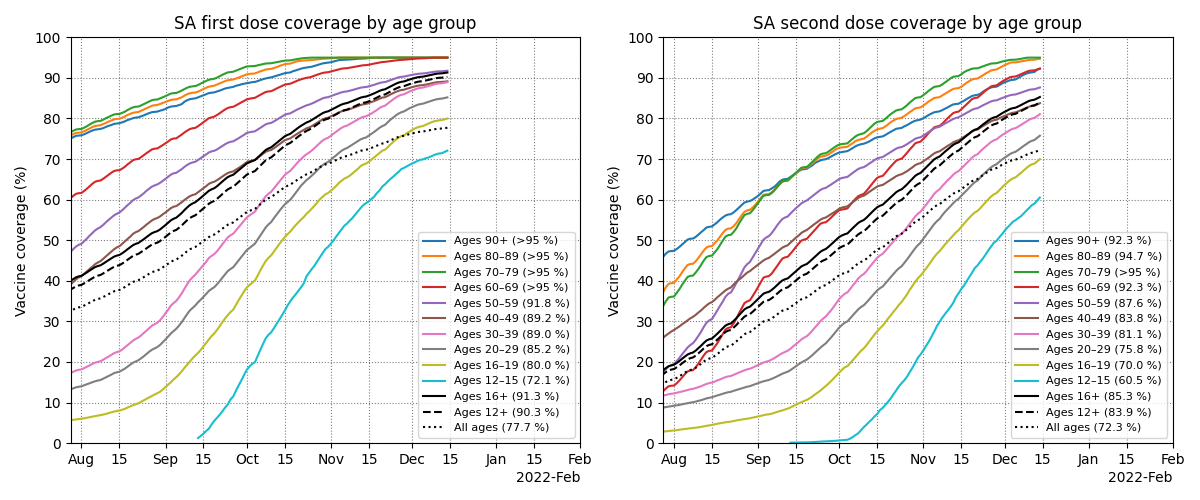 SA first dose coverage by age group
Vaccine coverage (%)
100
90
80
70
60
50
40
30
20
10
0
Aug 15 Sep 15 Oct 15 Nov 15 Dec 15 Jan 15 Feb
2022-Feb
Ages 90+ (>95 %)
Ages 80–89 (>95 %)
Ages 70–79 (>95 %)
Ages 60–69 (>95 %)
Ages 50–59 (91.8 %)
Ages 40–49 (89.2 %)
Ages 30–39 (89.0 %)
Ages 20–29 (85.2 %)
Ages 16–19 (80.0 %)
Ages 12–15 (72.1 %)
Ages 16+ (91.3 %)
Ages 12+ (90.3 %)
All ages (77.7 %)
SA second dose coverage by age group
Vaccine coverage (%)
100
90
80
70
60
50
40
30
20
10
0
Aug 15 Sep 15 Oct 15 Nov 15 Dec 15 Jan 15 Feb
2022-Feb
Ages 90+ (92.3 %)
Ages 80–89 (94.7 %)
Ages 70–79 (>95 %)
Ages 60–69 (92.3 %)
Ages 50–59 (87.6 %)
Ages 40–49 (83.8 %)
Ages 30–39 (81.1 %)
Ages 20–29 (75.8 %)
Ages 16–19 (70.0 %)
Ages 12–15 (60.5 %)
Ages 16+ (85.3 %)
Ages 12+ (83.9 %)
All ages (72.3 %)